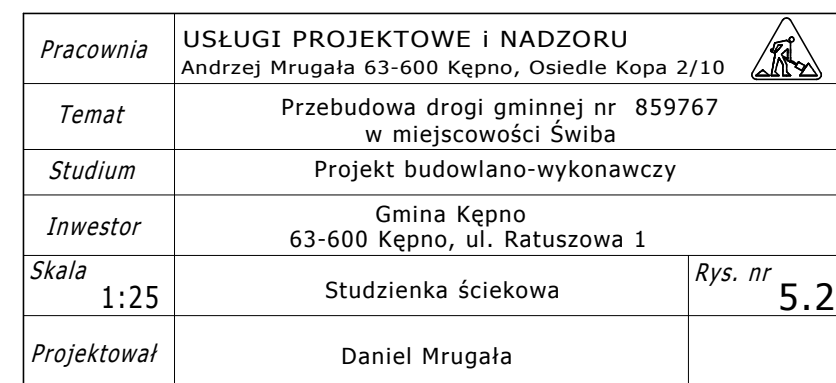 Pracownia
USŁUGI PROJEKTOWE i NADZORU
Andrzej Mrugała 63-600 Kępno, Osiedle Kopa 2/10
Temat
Przebudowa drogi gminnej nr 859767
w miejscowości Świba
Studium
Projekt budowlano-wykonawczy
Inwestor
Gmina Kępno
63-600 Kępno, ul. Ratuszowa 1
Skala
1:25
Studzienka ściekowa
Rys. nr
5.2
Projektował
Daniel Mrugała